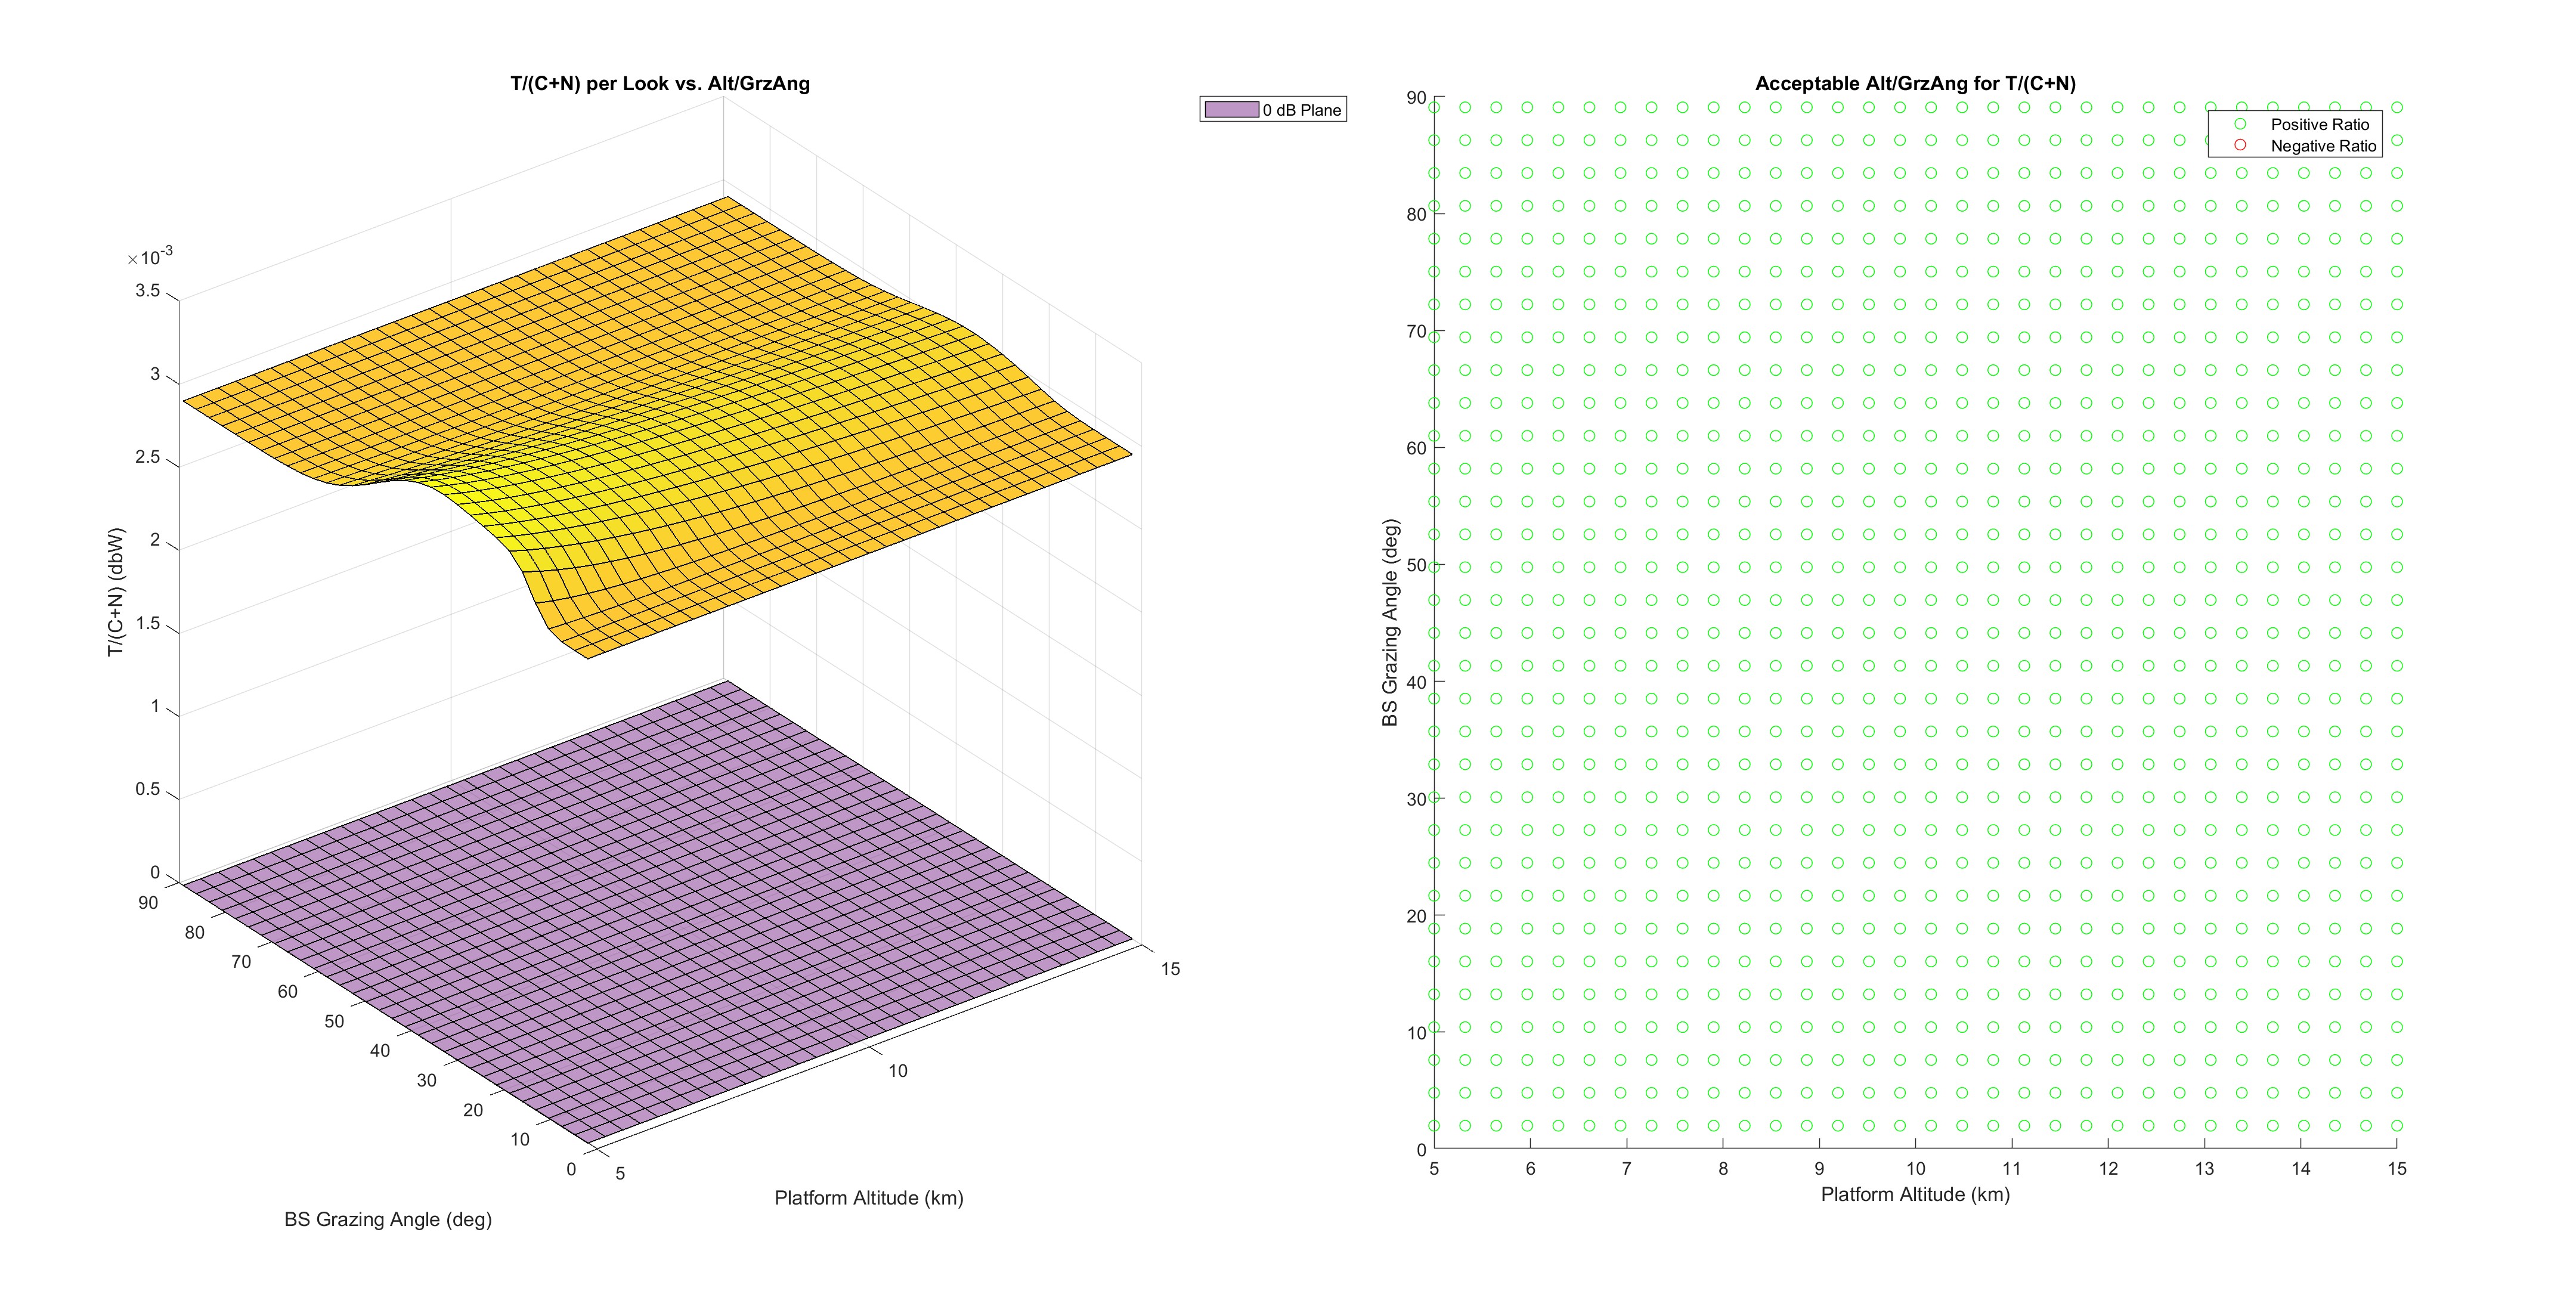 T/(C+N) per Look vs. Alt/GrzAng
0 dB Plane
×10^-3
3.5
3
2.5
2
1.5
1
0.5
0
T/(C+N) (dbW)
90
80
70
60
50
40
30
20
10
0
BS Grazing Angle (deg)
5
10
15
Platform Altitude (km)
Acceptable Alt/GrzAng for T/(C+N)
Positive Ratio
Negative Ratio
90
80
70
60
50
40
30
20
10
0
BS Grazing Angle (deg)
5 6 7 8 9 10 11 12 13 14 15
Platform Altitude (km)